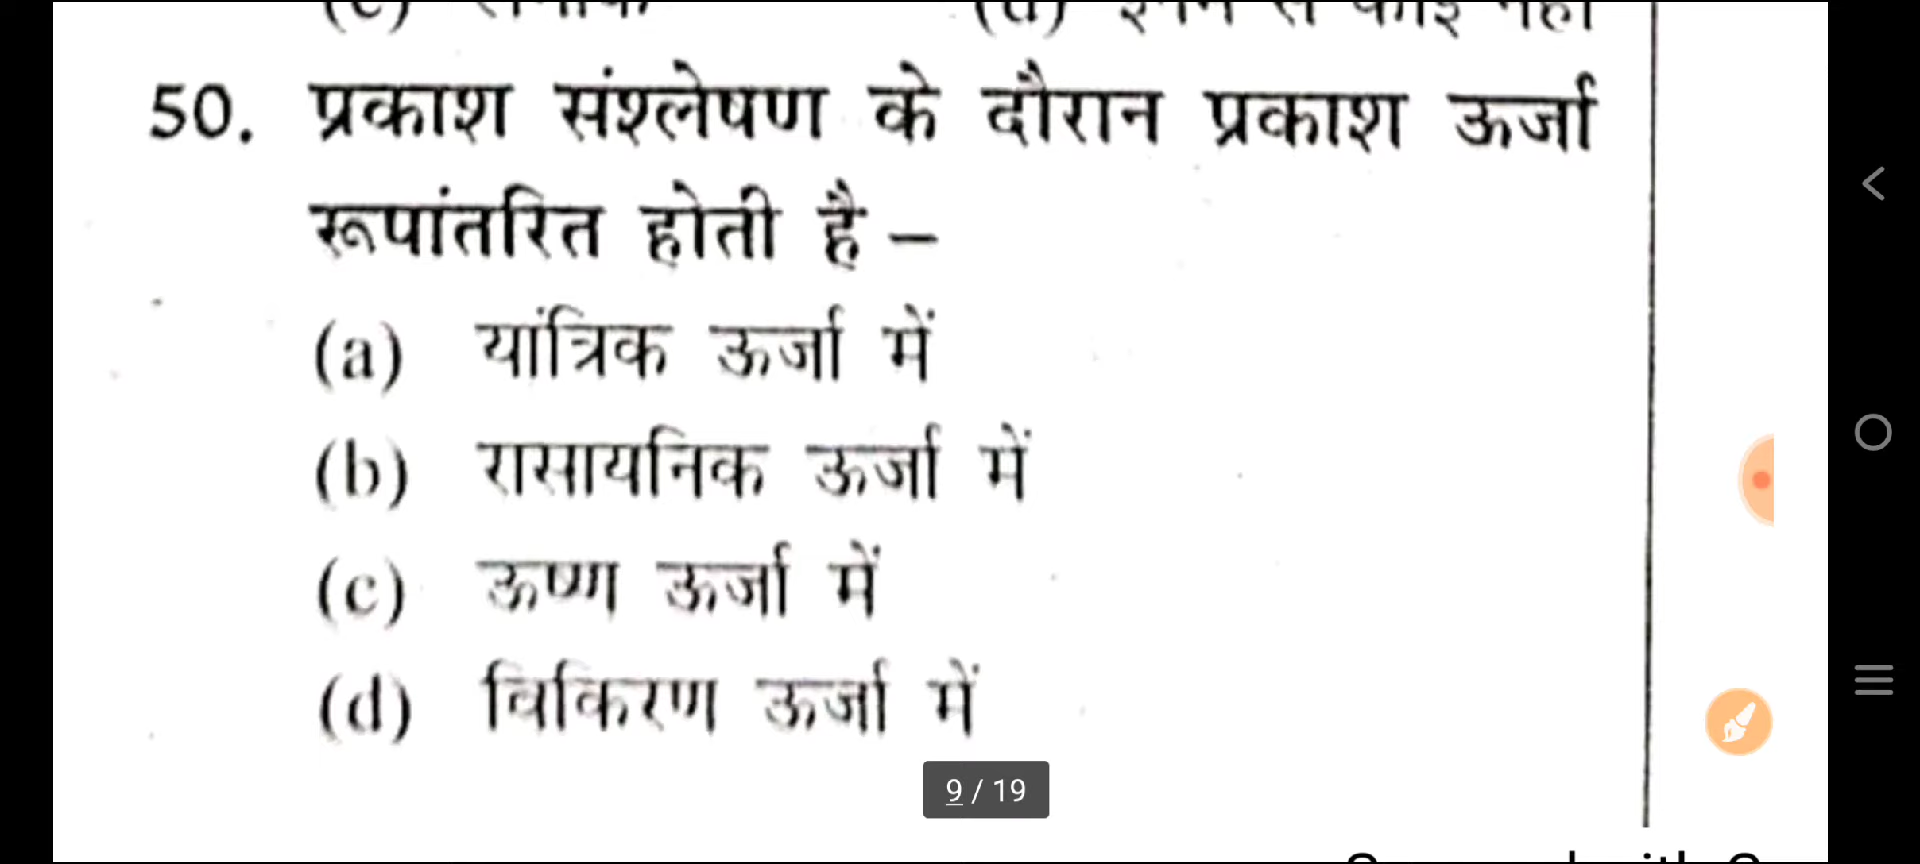 50. प्रकाश संश्लेषण के दौरान प्रकाश ऊर्जा
रूपांतरित होती है –
(a) यांत्रिक ऊर्जा में
(b) रासायनिक ऊर्जा में
(c) ऊष्ण ऊर्जा में
(d) विकिरण ऊर्जा में
9 / 19